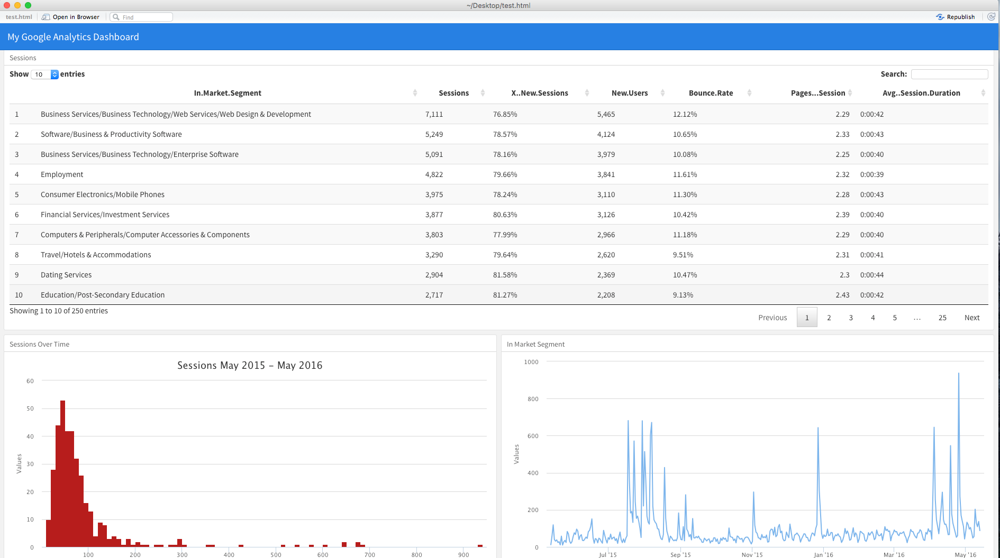 ~/Desktop/test.html
test.html Open in Browser Find Republish
My Google Analytics Dashboard
Sessions
Show 10 entries Search:
In.Market.Segment Sessions X..New.Sessions New.Users Bounce.Rate Pages...Session Avg..Session.Duration
1 Business Services/Business Technology/Web Services/Web Design & Development 7,111 76.85% 5,465 12.12% 2.29 0:00:42
2 Software/Business & Productivity Software 5,249 78.57% 4,124 10.65% 2.33 0:00:43
3 Business Services/Business Technology/Enterprise Software 5,091 78.16% 3,979 10.08% 2.25 0:00:40
4 Employment 4,822 79.66% 3,841 11.61% 2.32 0:00:39
5 Consumer Electronics/Mobile Phones 3,975 78.24% 3,110 11.30% 2.28 0:00:43
6 Financial Services/Investment Services 3,877 80.63% 3,126 10.42% 2.39 0:00:40
7 Computers & Peripherals/Computer Accessories & Components 3,803 77.99% 2,966 11.18% 2.29 0:00:40
8 Travel/Hotels & Accommodations 3,290 79.64% 2,620 9.51% 2.31 0:00:41
9 Dating Services 2,904 81.58% 2,369 10.47% 2.3 0:00:44
10 Education/Post-Secondary Education 2,717 81.27% 2,208 9.13% 2.43 0:00:42
Showing 1 to 10 of 250 entries
Previous 1 2 3 4 5 ... 25 Next
Sessions Over Time
Sessions May 2015 – May 2016
60
50
40
30
20
10
0
Values
100 200 300 400 500 600 700 800 900
In Market Segment
1000
800
600
400
200
0
Values
Jul '15 Sep '15 Nov '15 Jan '16 Mar '16 May '16